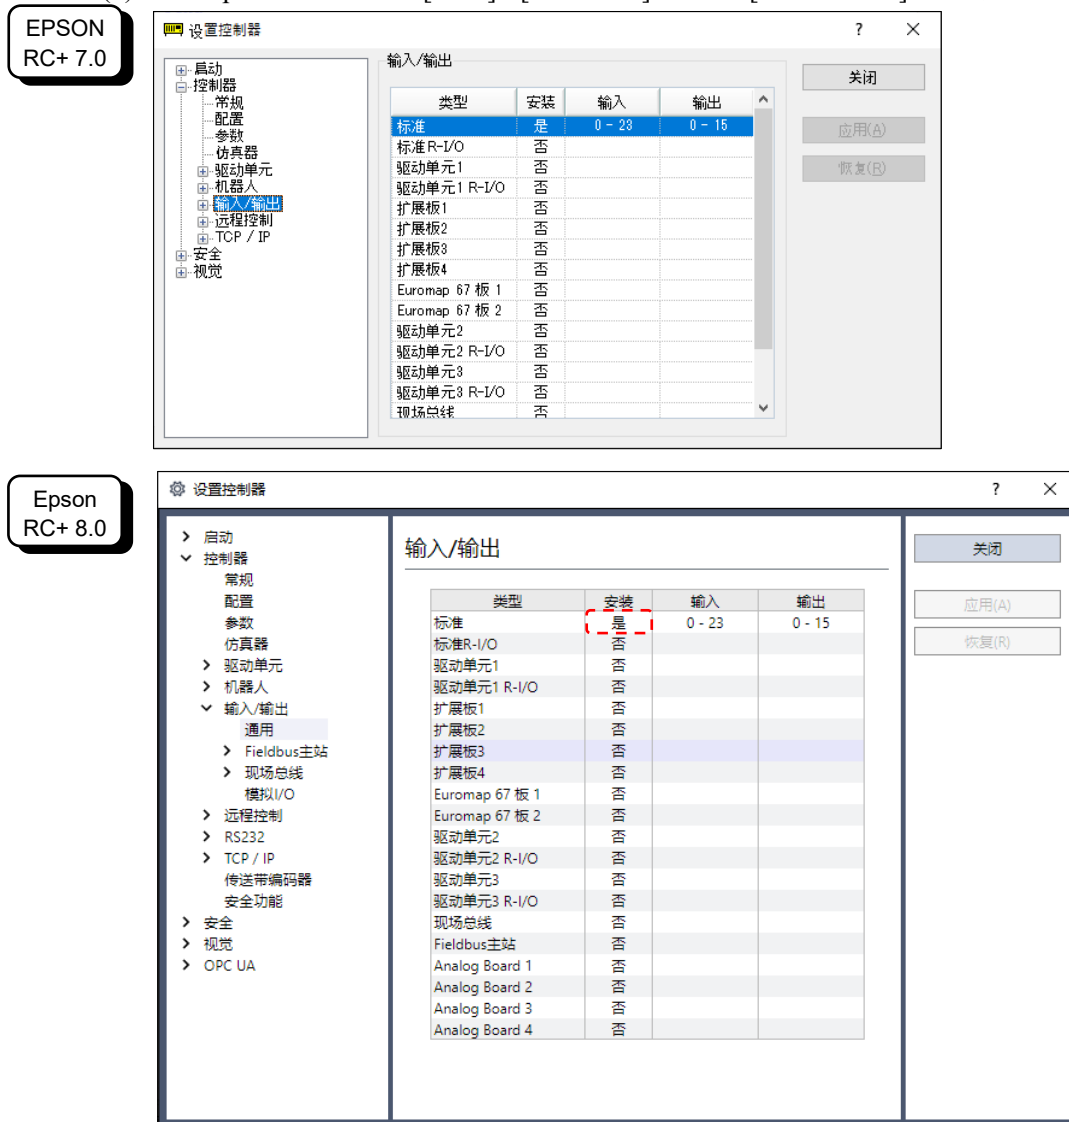 EPSON
RC+ 7.0
设置控制器
?
启动
控制器
常规
配置
参数
仿真器
驱动单元
机器人
输入/输出
远程控制
TCP / IP
安全
视觉
输入/输出
类型 安装 输入 输出
标准 是 0 - 23 0 - 15
标准R-I/O 否
驱动单元1 否
驱动单元1 R-I/O 否
扩展板1 否
扩展板2 否
扩展板3 否
扩展板4 否
Euromap 67 板 1 否
Euromap 67 板 2 否
驱动单元2 否
驱动单元2 R-I/O 否
驱动单元3 否
驱动单元3 R-I/O 否
现场总线 否
关闭
应用(A)
恢复(R)
Epson
RC+ 8.0
设置控制器
?
启动
控制器
常规
配置
参数
仿真器
驱动单元
机器人
输入/输出
通用
Fieldbus主站
现场总线
模拟I/O
远程控制
RS232
TCP / IP
传送带编码器
安全功能
安全
视觉
OPC UA
输入/输出
类型 安装 输入 输出
标准 是 0 - 23 0 - 15
标准R-I/O 否
驱动单元1 否
驱动单元1 R-I/O 否
扩展板1 否
扩展板2 否
扩展板3 否
扩展板4 否
Euromap 67 板 1 否
Euromap 67 板 2 否
驱动单元2 否
驱动单元2 R-I/O 否
驱动单元3 否
驱动单元3 R-I/O 否
现场总线 否
Fieldbus主站 否
Analog Board 1 否
Analog Board 2 否
Analog Board 3 否
Analog Board 4 否
关闭
应用(A)
恢复(R)